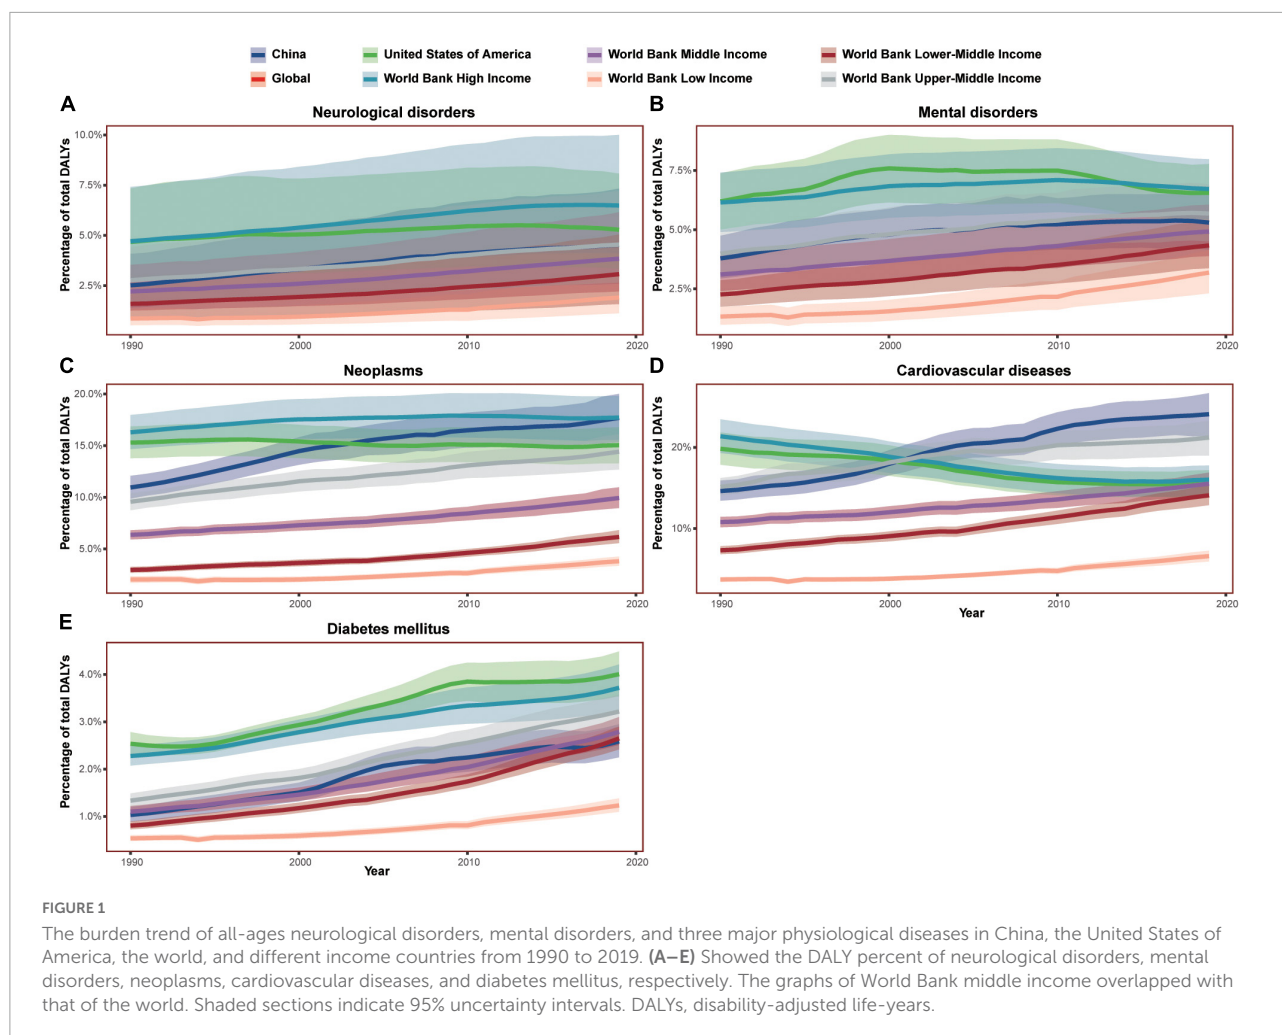 China
United States of America
World Bank Middle Income
World Bank Lower-Middle Income
Global
World Bank High Income
World Bank Low Income
World Bank Upper-Middle Income
A
Neurological disorders
Percentage of total DALYs
10.0%
7.5%
5.0%
2.5%
1990
2000
2010
2020
B
Mental disorders
Percentage of total DALYs
7.5%
5.0%
2.5%
1990
2000
2010
2020
C
Neoplasms
Percentage of total DALYs
20.0%
15.0%
10.0%
5.0%
1990
2000
2010
2020
D
Cardiovascular diseases
Percentage of total DALYs
20%
10%
1990
2000
2010
2020
Year
E
Diabetes mellitus
Percentage of total DALYs
4.0%
3.0%
2.0%
1.0%
1990
2000
2010
2020
Year
FIGURE 1
The burden trend of all-ages neurological disorders, mental disorders, and three major physiological diseases in China, the United States of
America, the world, and different income countries from 1990 to 2019. (A–E) Showed the DALY percent of neurological disorders, mental
disorders, neoplasms, cardiovascular diseases, and diabetes mellitus, respectively. The graphs of World Bank middle income overlapped with
that of the world. Shaded sections indicate 95% uncertainty intervals. DALYs, disability-adjusted life-years.